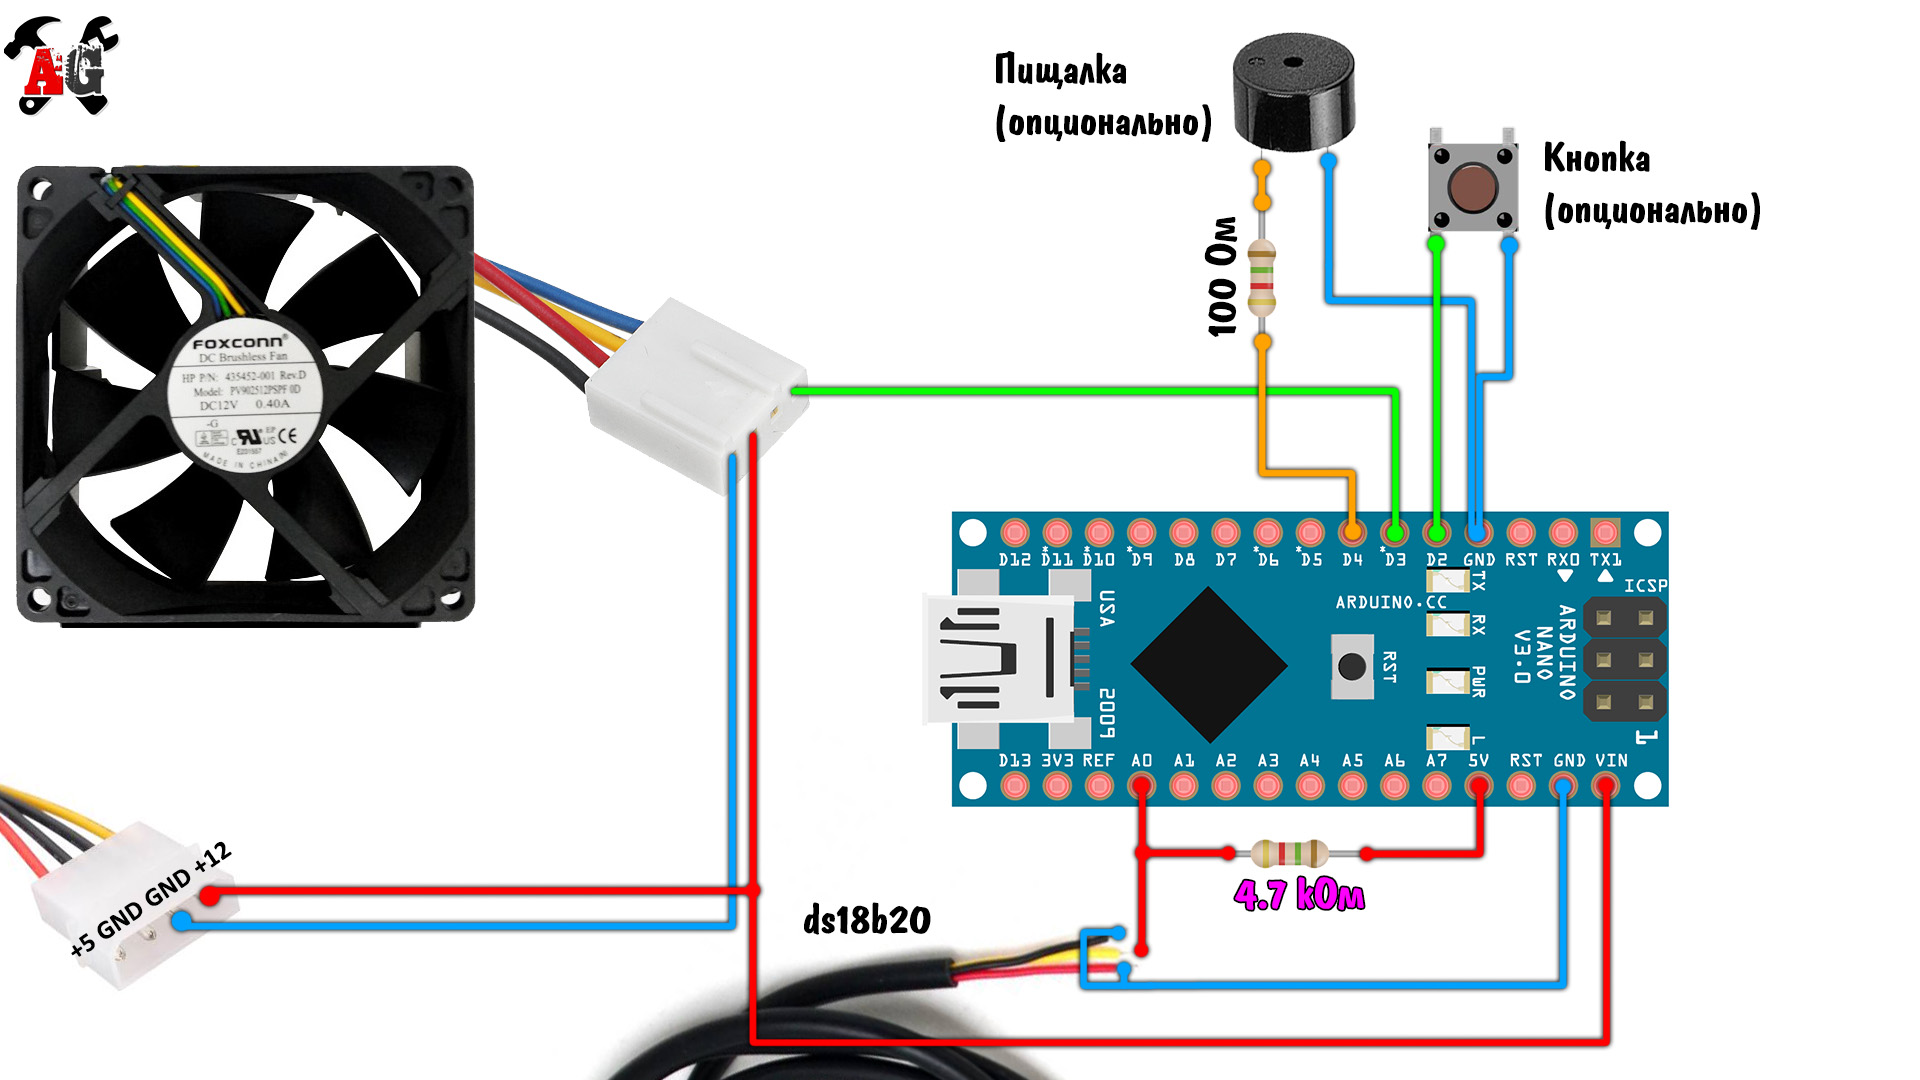 AG
Пищалка
(опционально)
Кнопка
(опционально)
100 Ом
FOXCONN®
DC Brushless Fan
HP P/N: 435452-001 Rev.D
Model: PV902512PSPF 0D
DC12V 0.40A
-G
E201557
MADE IN CHINA
D12 D11 D10 D9 D8 D7 D6 D5 D4 D3 D2 GND RST RX0 TX1
ICSP
TX
ARDUINO.CC
RX
USA
2009
RST
PWR
L
ARDUINO
NANO
V3.0
1
D13 3V3 REF A0 A1 A2 A3 A4 A5 A6 A7 5V RST GND VIN
+5 GND GND +12
4.7 кОм
ds18b20